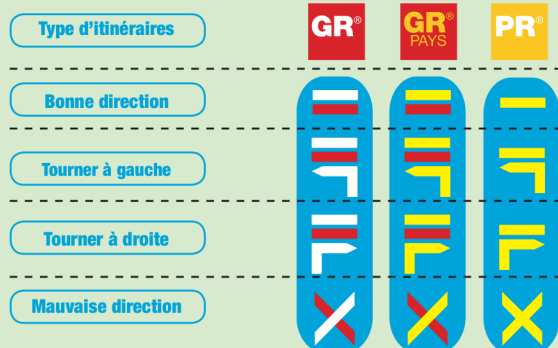 Type d'itinéraires
GR®
GR®
PAYS
PR®
Bonne direction
Tourner à gauche
Tourner à droite
Mauvaise direction